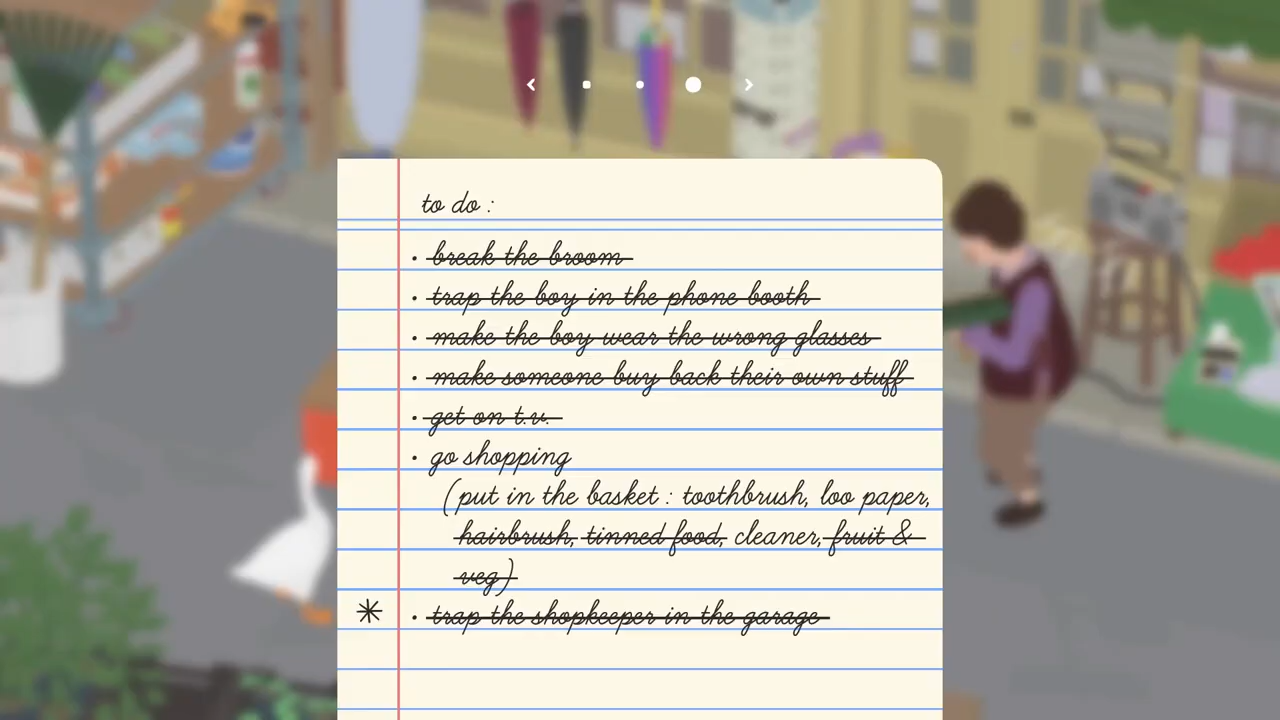 to do :
· break the broom
· trap the boy in the phone booth
· make the boy wear the wrong glasses
· make someone buy back their own stuff
· get on t.v.
· go shopping
(put in the basket : toothbrush, loo paper,
hairbrush, tinned food, cleaner, fruit &
veg)
· trap the shopkeeper in the garage